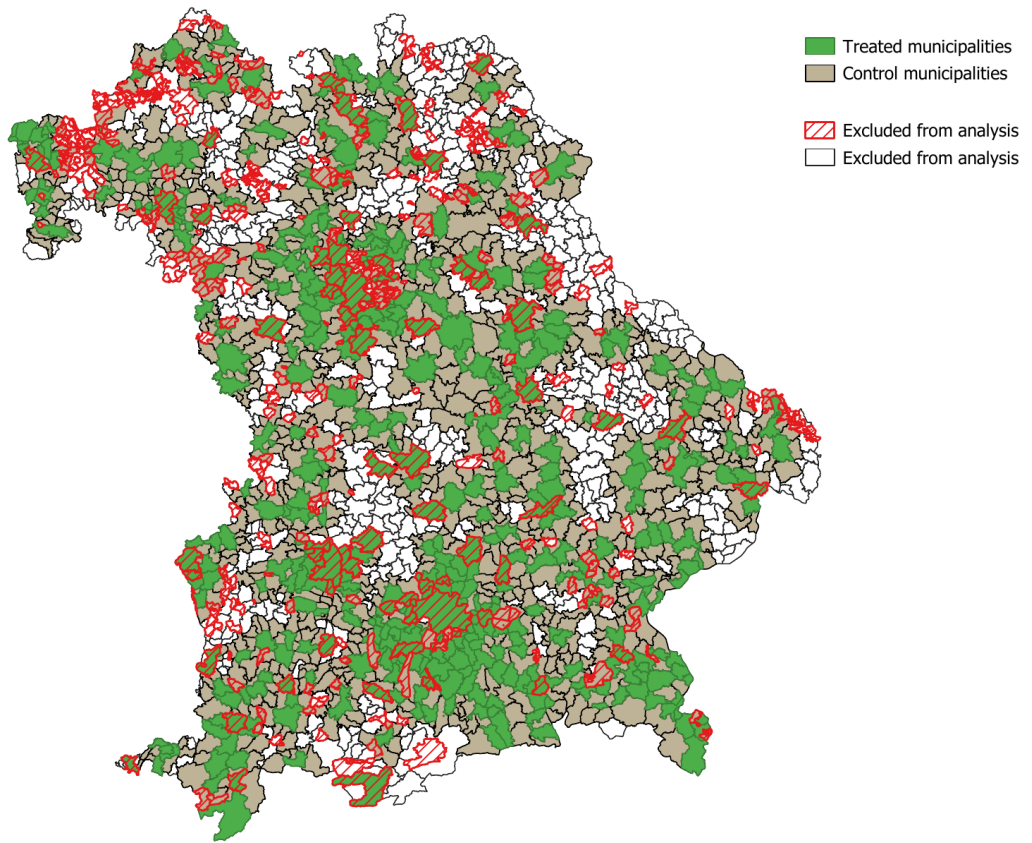 Treated municipalities
Control municipalities
Excluded from analysis
Excluded from analysis